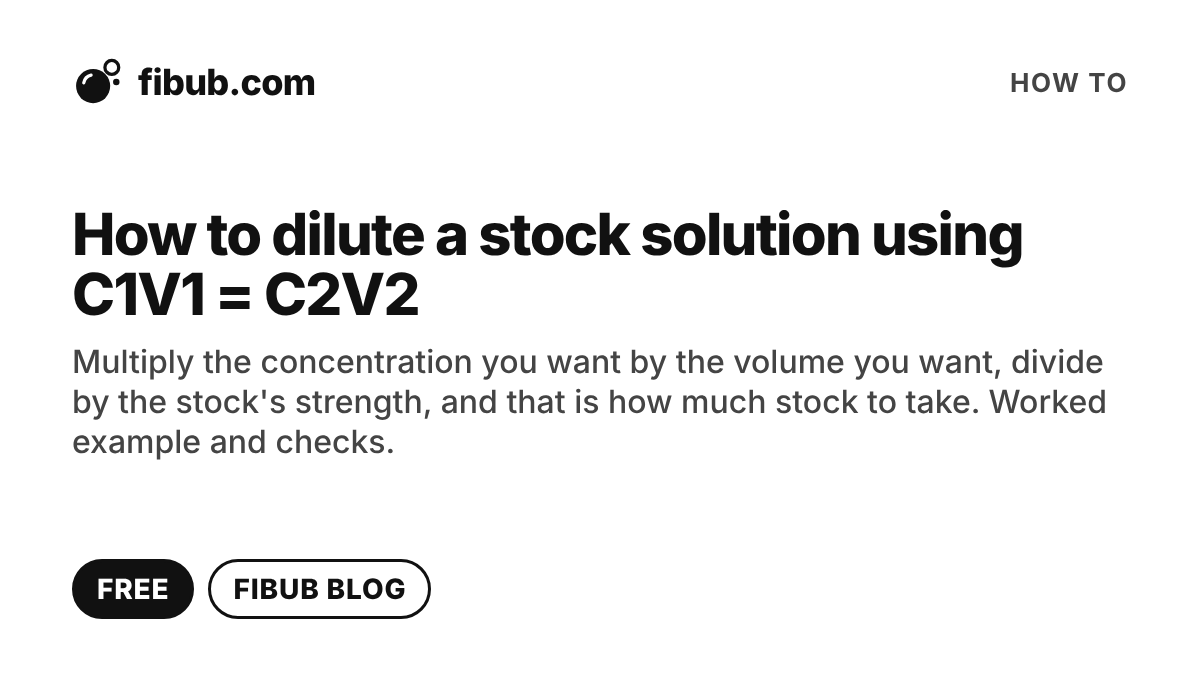 fibub.com
HOW TO
How to dilute a stock solution using
C1V1 = C2V2
Multiply the concentration you want by the volume you want, divide
by the stock's strength, and that is how much stock to take. Worked
example and checks.
FREE
FIBUB BLOG